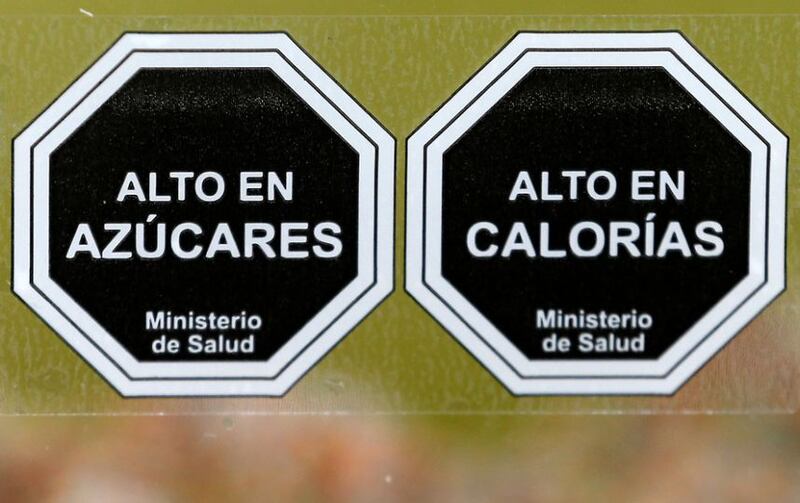 ALTO EN
AZÚCARES
Ministerio
de Salud
ALTO EN
CALORÍAS
Ministerio
de Salud